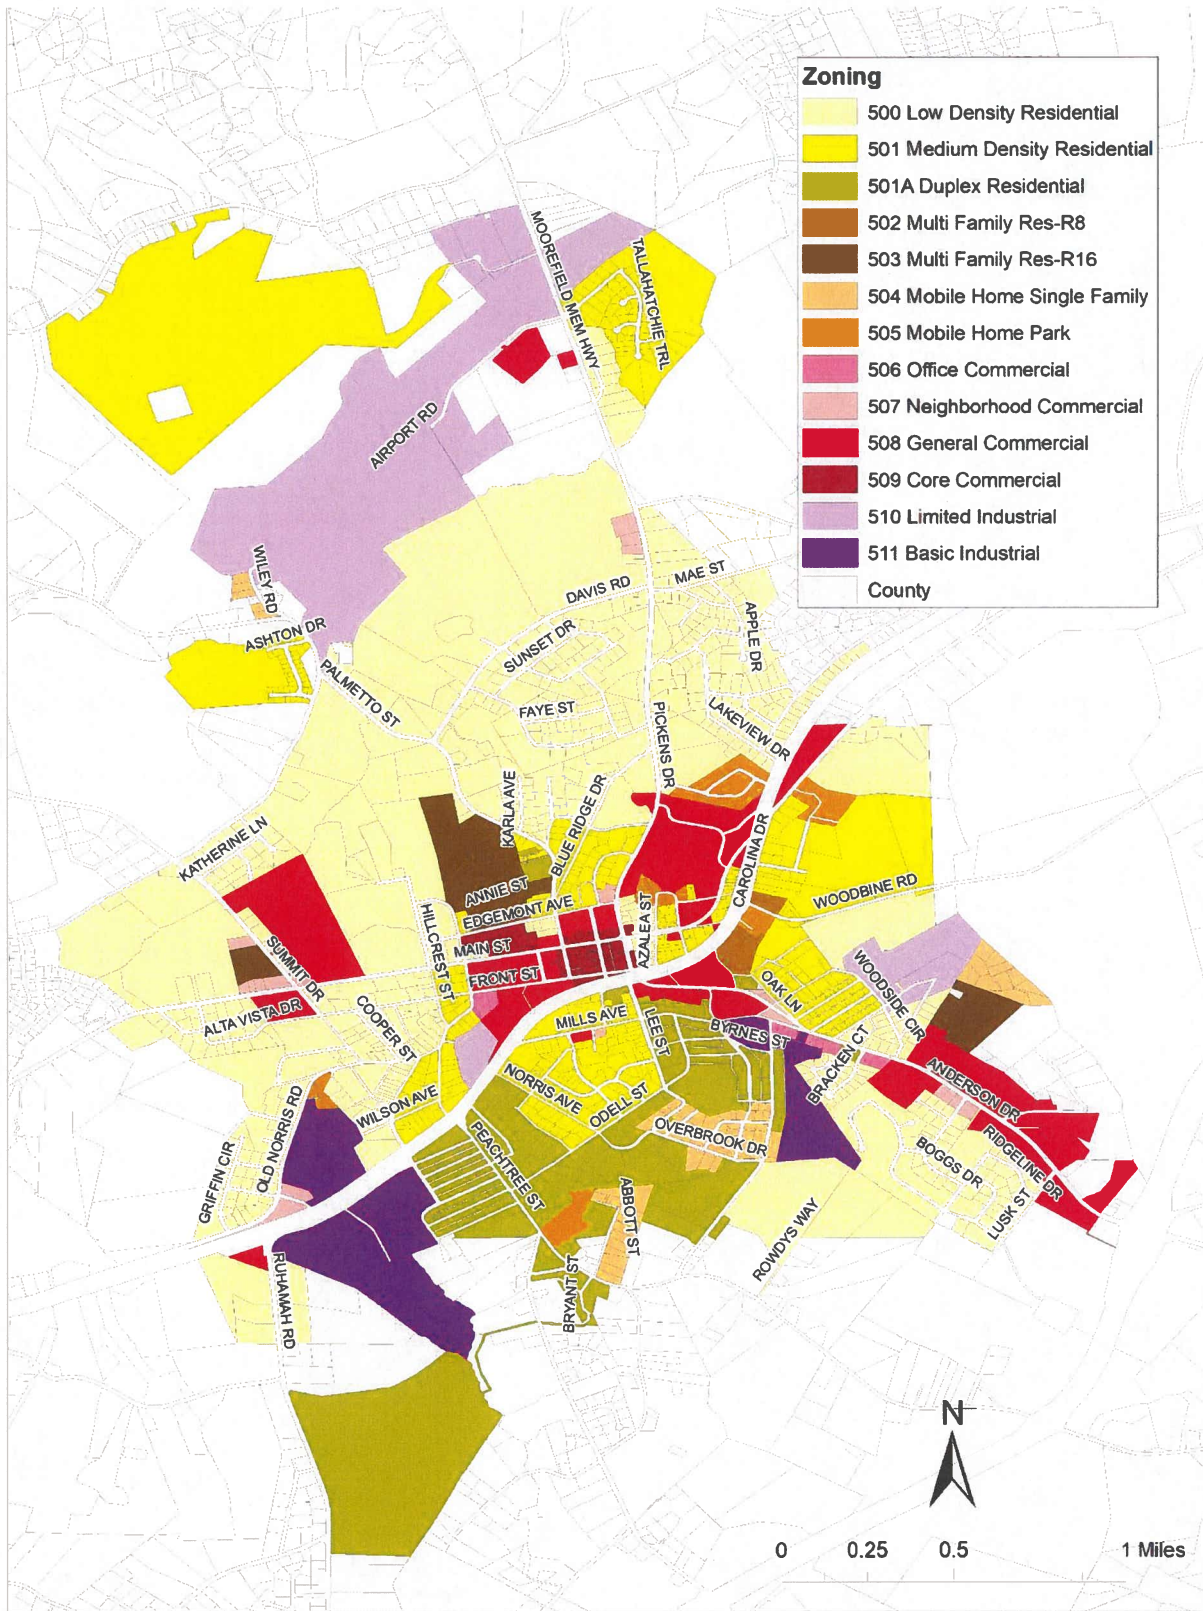 Zoning
500 Low Density Residential
501 Medium Density Residential
501A Duplex Residential
502 Multi Family Res-R8
503 Multi Family Res-R16
504 Mobile Home Single Family
505 Mobile Home Park
506 Office Commercial
507 Neighborhood Commercial
508 General Commercial
509 Core Commercial
510 Limited Industrial
511 Basic Industrial
County
MOOREFIELD MEM HWY
TALLAHATCHIE TRL
AIRPORT RD
WILEY RD
ASHTON DR
PALMETTO ST
DAVIS RD
MAE ST
SUNSET DR
APPLE DR
FAYE ST
PICKENS DR
LAKEVIEW DR
KARLA AVE
BLUE RIDGE DR
KATHERINE LN
CAROLINA DR
ANNIE ST
EDGEMONT AVE
WOODBINE RD
HILLCREST ST
MAIN ST
AZALEA ST
SUMMIT DR
FRONT ST
OAK LN
WOODSIDE CIR
ALTA VISTA DR
COOPER ST
MILLS AVE
LEE ST
BYRNES ST
BRACKEN CT
ANDERSON DR
NORRIS AVE
WILSON AVE
ODELL ST
OLD NORRIS RD
PEACHTREE ST
OVERBROOK DR
RIDGELINE DR
BOGGS DR
GRIFFIN CIR
ABBOTT ST
LUSK ST
ROWDYS WAY
RUHAMAH RD
BRYANT ST
N
0 0.25 0.5 1 Miles